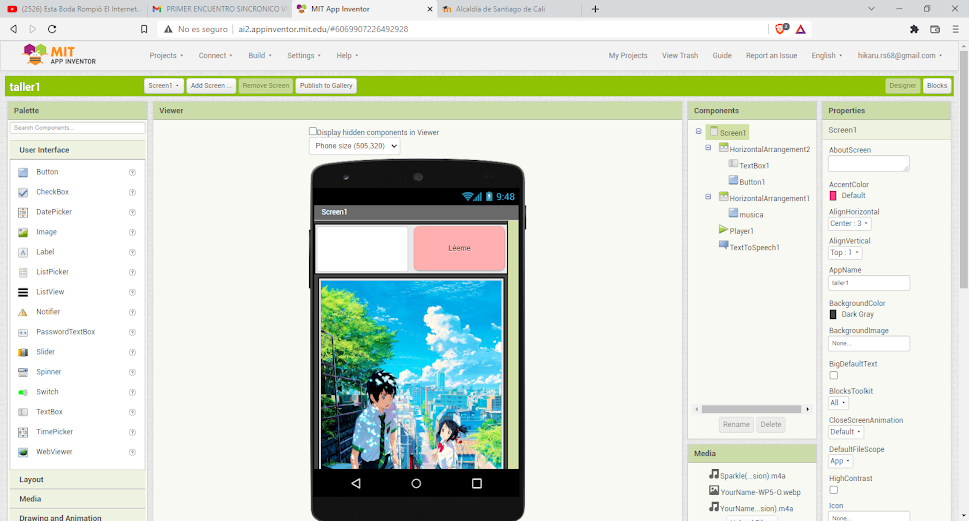 (2526) Esta Boda Rompió El Internet
PRIMER ENCUENTRO SINCRONICO V
MIT App Inventor
Alcaldía de Santiago de Cali
No es seguro
ai2.appinventor.mit.edu/#6069907226492928
2
MIT
APP INVENTOR
Projects
Connect
Build
Settings
Help
My Projects
View Trash
Guide
Report an Issue
English
hikaru.rs68@gmail.com
taller1
Screen1
Add Screen ...
Remove Screen
Publish to Gallery
Designer
Blocks
Palette
Search Components...
User Interface
Button
CheckBox
DatePicker
Image
Label
ListPicker
ListView
Notifier
PasswordTextBox
Slider
Spinner
Switch
TextBox
TimePicker
WebViewer
Layout
Media
Drawing and Animation
Viewer
Display hidden components in Viewer
Phone size (505,320)
9:48
Screen1
Léeme
Components
Screen1
HorizontalArrangement2
TextBox1
Button1
HorizontalArrangement1
musica
Player1
TextToSpeech1
Rename
Delete
Media
Sparkle(...sion).m4a
YourName-WP5-O.webp
YourName...sion).m4a
Properties
Screen1
AboutScreen
AccentColor
Default
AlignHorizontal
Center : 3
AlignVertical
Top : 1
AppName
taller1
BackgroundColor
Dark Gray
BackgroundImage
None...
BigDefaultText
BlocksToolkit
All
CloseScreenAnimation
Default
DefaultFileScope
App
HighContrast
Icon
None...